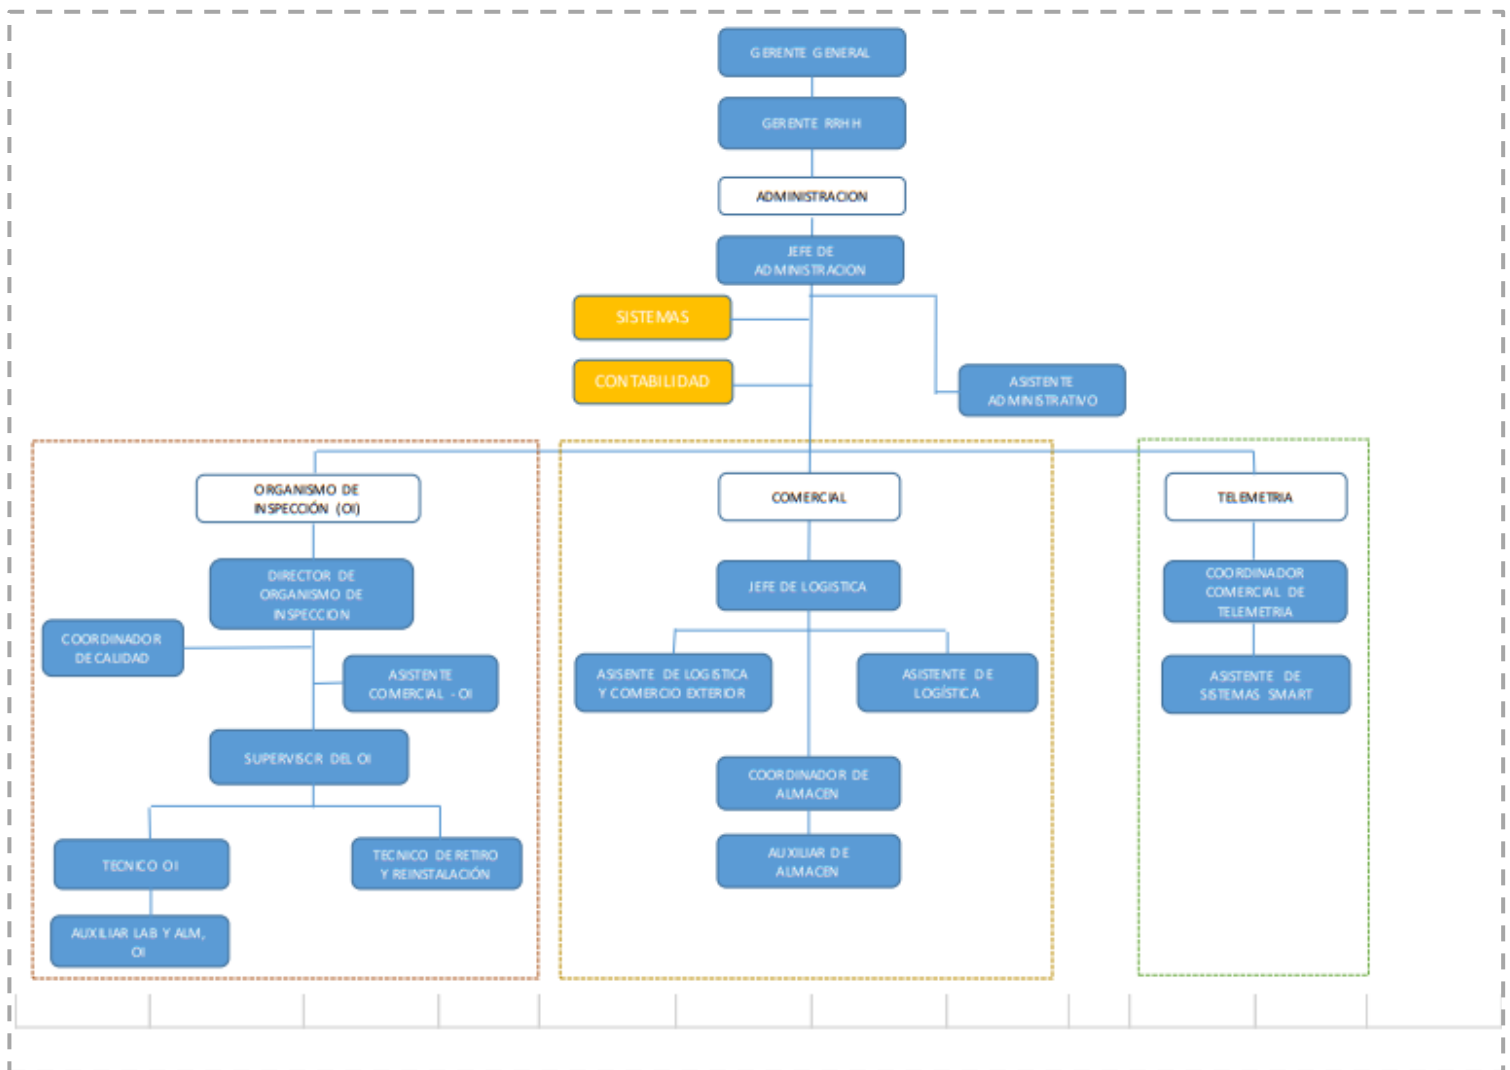 GERENTE GENERAL
GERENTE RRHH
ADMINISTRACION
JEFE DE
ADMINISTRACION
SISTEMAS
CONTABILIDAD
ASISTENTE
ADMINISTRATIVO
ORGANISMO DE
INSPECCIÓN (OI)
DIRECTOR DE
ORGANISMO DE
INSPECCION
COORDINADOR
DE CALIDAD
ASISTENTE
COMERCIAL - OI
SUPERVISOR DEL OI
TECNICO OI
TECNICO DE RETIRO
Y REINSTALACIÓN
AUXILIAR LAB Y ALM,
OI
COMERCIAL
JEFE DE LOGISTICA
ASISENTE DE LOGISTICA
Y COMERCIO EXTERIOR
ASISTENTE DE
LOGÍSTICA
COORDINADOR DE
ALMACEN
AUXILIAR DE
ALMACEN
TELEMETRIA
COORDINADOR
COMERCIAL DE
TELEMETRIA
ASISTENTE DE
SISTEMAS SMART